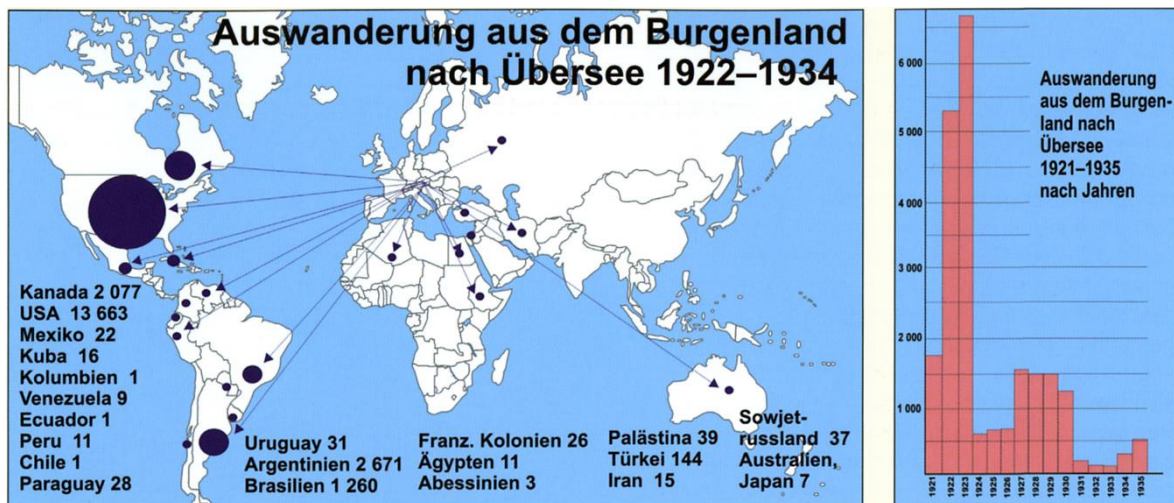 Auswanderung aus dem Burgenland
nach Übersee 1922–1934
Kanada 2 077
USA 13 663
Mexiko 22
Kuba 16
Kolumbien 1
Venezuela 9
Ecuador 1
Peru 11
Chile 1
Paraguay 28
Uruguay 31
Argentinien 2 671
Brasilien 1 260
Franz. Kolonien 26
Ägypten 11
Abessinien 3
Palästina 39
Türkei 144
Iran 15
Sowjet-
russland 37
Australien,
Japan 7
Auswanderung
aus dem Burgen-
land nach
Übersee
1921–1935
nach Jahren
6 000
5 000
4 000
3 000
2 000
1 000
1921
1922
1923
1924
1925
1926
1927
1928
1929
1930
1931
1932
1933
1934
1935